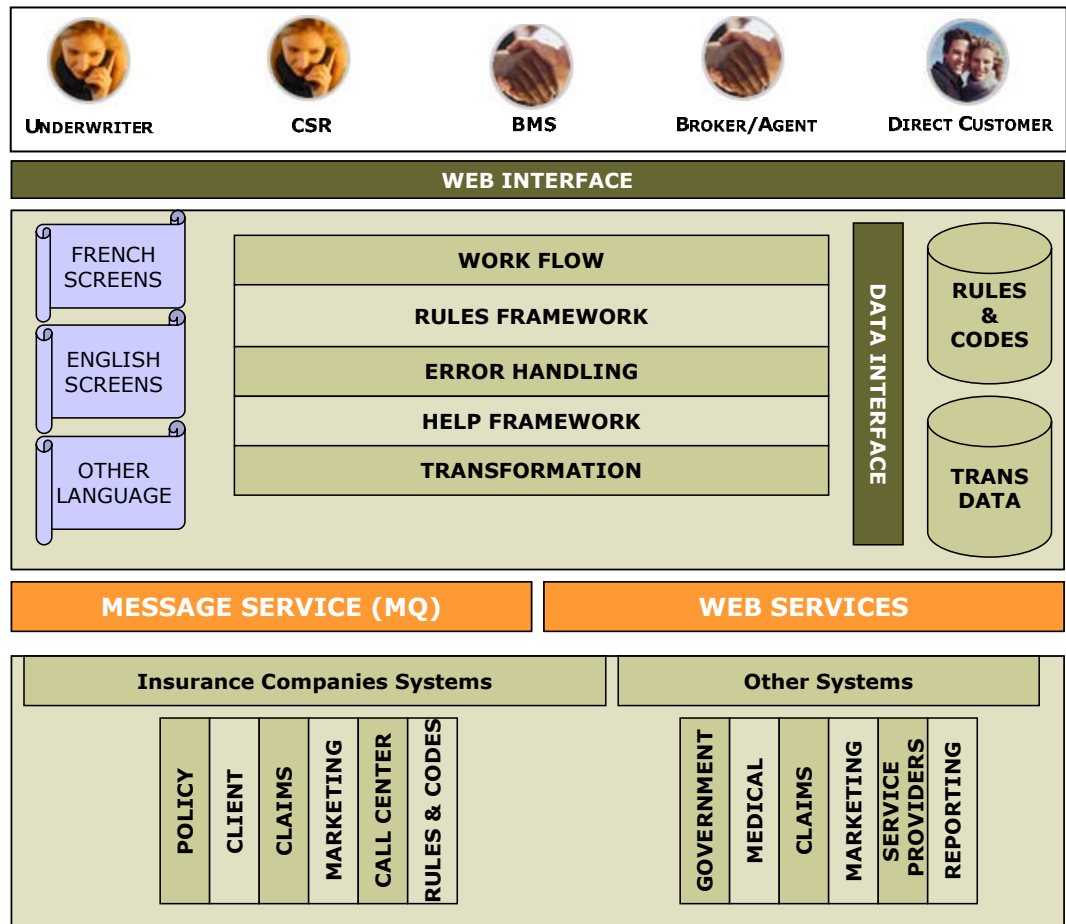 UNDERWRITER
CSR
BMS
BROKER/AGENT
DIRECT CUSTOMER
WEB INTERFACE
FRENCH
SCREENS
ENGLISH
SCREENS
OTHER
LANGUAGE
WORK FLOW
RULES FRAMEWORK
ERROR HANDLING
HELP FRAMEWORK
TRANSFORMATION
DATA INTERFACE
RULES
&
CODES
TRANS
DATA
MESSAGE SERVICE (MQ)
WEB SERVICES
Insurance Companies Systems
POLICY
CLIENT
CLAIMS
MARKETING
CALL CENTER
RULES & CODES
Other Systems
GOVERNMENT
MEDICAL
CLAIMS
MARKETING
SERVICE
PROVIDERS
REPORTING